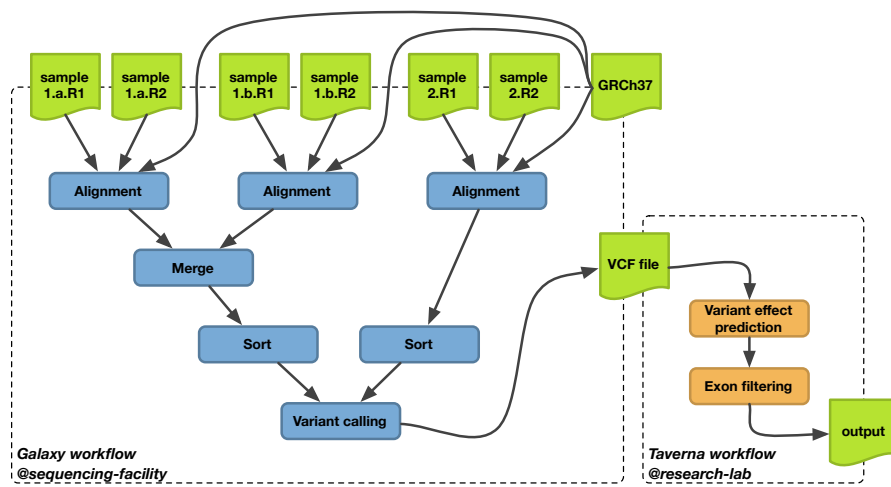 sample
1.a.R1
sample
1.a.R2
sample
1.b.R1
sample
1.b.R2
sample
2.R1
sample
2.R2
GRCh37
Alignment
Alignment
Alignment
Merge
VCF file
Sort
Sort
Variant effect
prediction
Exon filtering
Variant calling
output
Galaxy workflow
@sequencing-facility
Taverna workflow
@research-lab